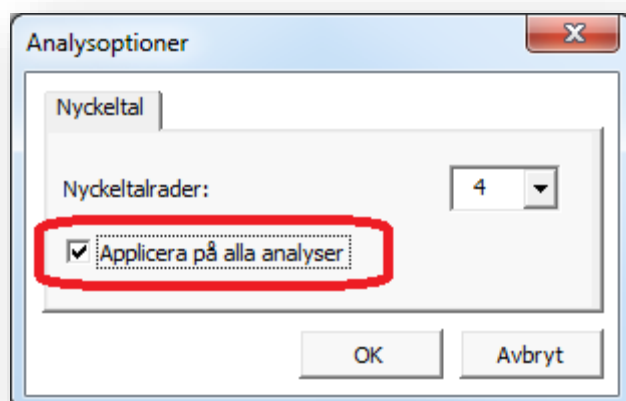 Analysoptioner
Nyckeltal
Nyckeltalrader:
4
Applicera på alla analyser
OK
Avbryt